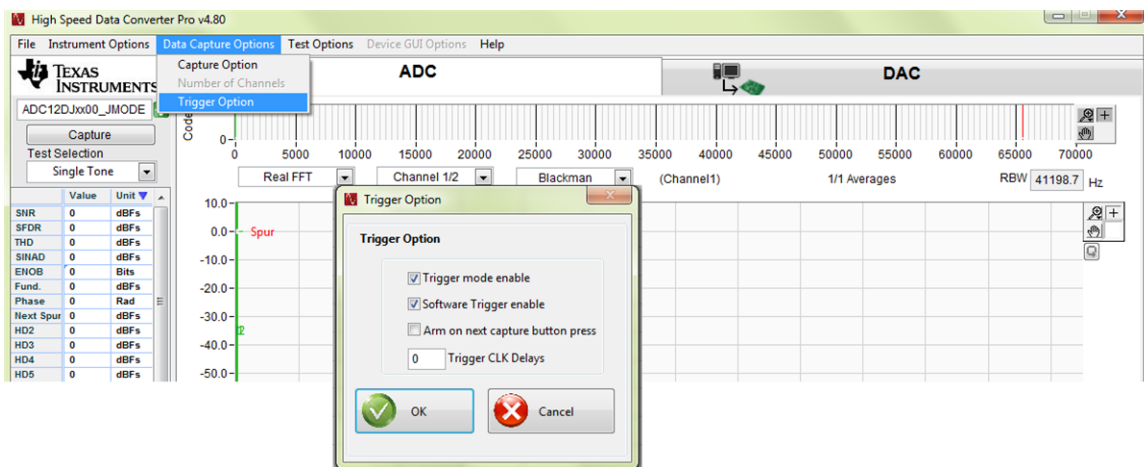 High Speed Data Converter Pro v4.80
File Instrument Options Data Capture Options Test Options Device GUI Options Help
TEXAS
INSTRUMENTS
Capture Option
Number of Channels
Trigger Option
ADC
DAC
ADC12DJxx00_JMODE
Capture
Test Selection
Single Tone
0
0 5000 10000 15000 20000 25000 30000 35000 40000 45000 50000 55000 60000 65000 70000
Real FFT Channel 1/2 Blackman (Channel1) 1/1 Averages RBW 41198.7 Hz
Value Unit
SNR 0 dBFs
SFDR 0 dBFs
THD 0 dBFs
SINAD 0 dBFs
ENOB 0 Bits
Fund. 0 dBFs
Phase 0 Rad
Next Spur 0 dBFs
HD2 0 dBFs
HD3 0 dBFs
HD4 0 dBFs
HD5 0 dBFs
10.0
0.0
-10.0
-20.0
-30.0
-40.0
-50.0
Spur
Trigger Option
Trigger Option
Trigger mode enable
Software Trigger enable
Arm on next capture button press
0 Trigger CLK Delays
OK Cancel